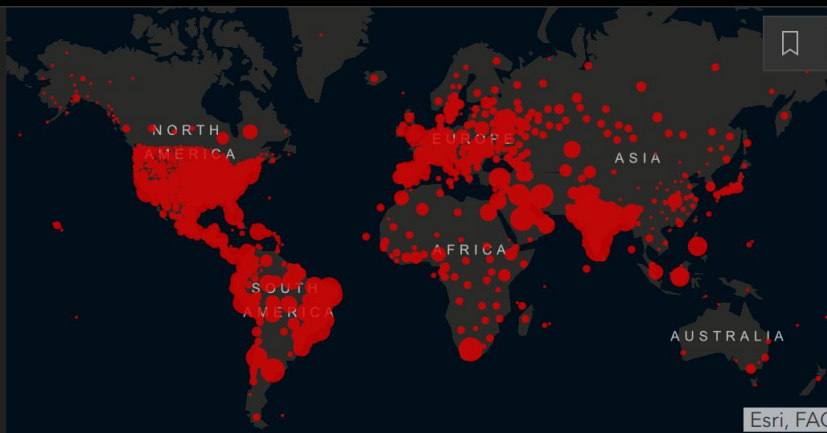 NORTH
AMERICA
EUROPE
ASIA
AFRICA
SOUTH
AMERICA
AUSTRALIA
Esri, FAO